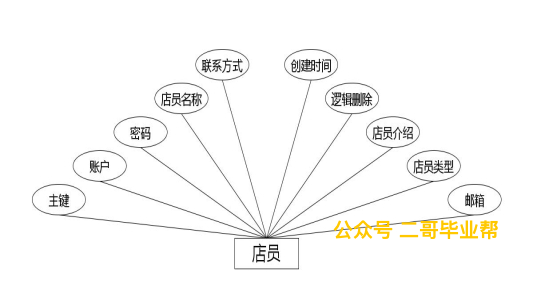 联系方式
创建时间
店员名称
逻辑删除
密码
店员介绍
账户
店员类型
主键
邮箱
公众号 二哥毕业帮
店员